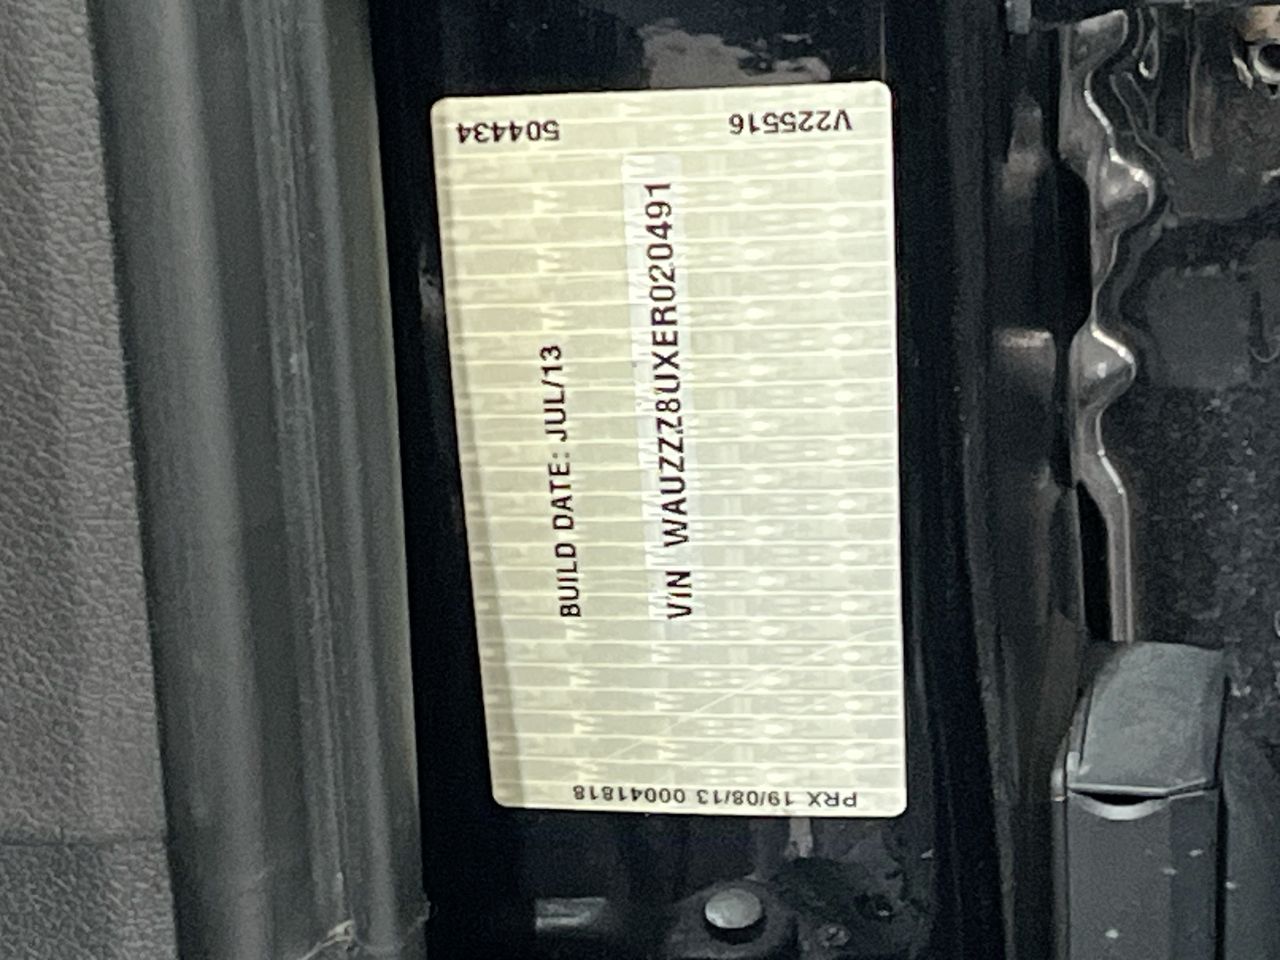 504434
V225516
BUILD DATE: JUL/13
VIN WAUZZZ8UXER020491
PRX 19/08/13 00041818